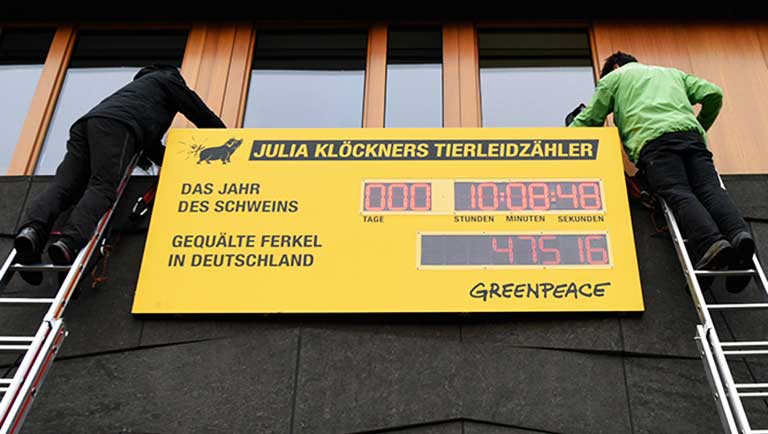 JULIA KLÖCKNERS TIERLEIDZÄHLER
DAS JAHR
DES SCHWEINS
000 10:08:48
TAGE STUNDEN MINUTEN SEKUNDEN
GEQUÄLTE FERKEL
IN DEUTSCHLAND
47516
GREENPEACE